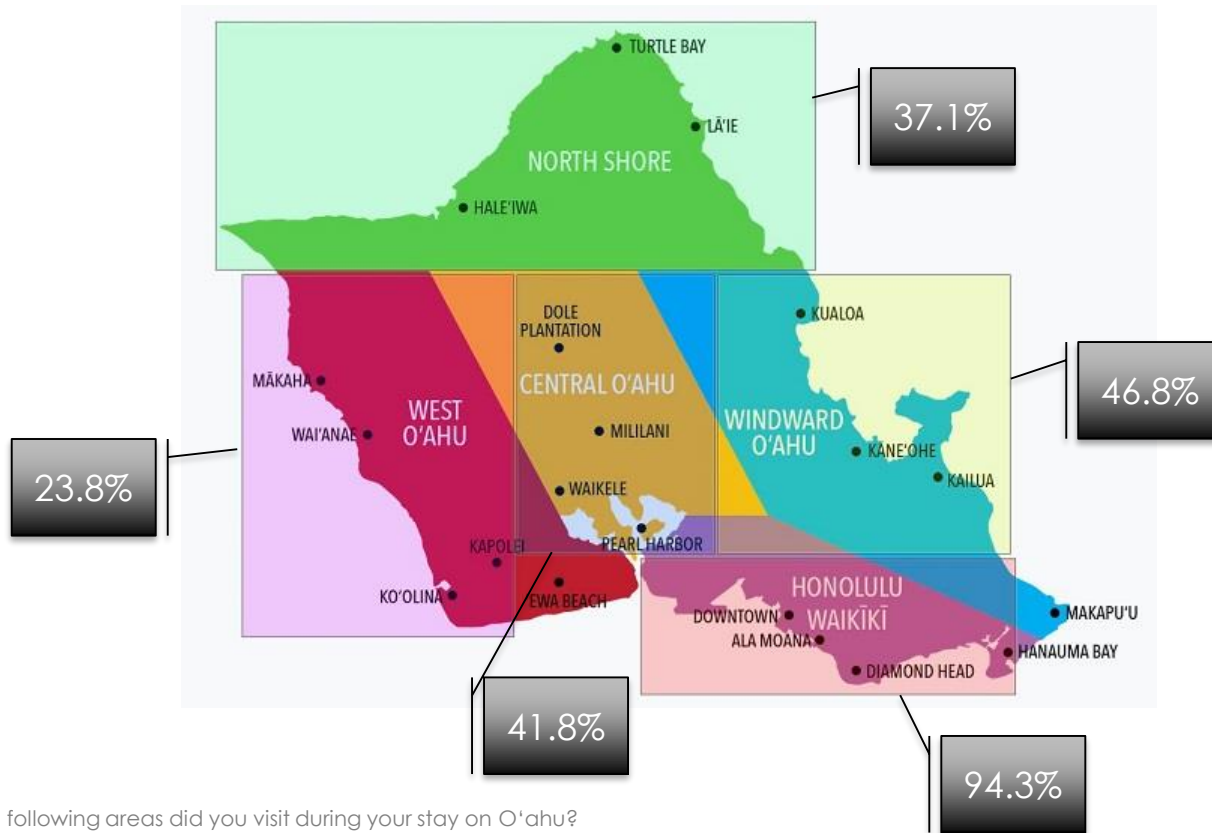 TURTLE BAY
37.1%
LĀ'IE
NORTH SHORE
HALE'IWA
DOLE
PLANTATION
KUALOA
MĀKAHA
CENTRAL O'AHU
46.8%
WEST
O'AHU
WINDWARD
O'AHU
WAI'ANAE
MILILANI
KĀNE'OHE
KAILUA
23.8%
WAIKELE
PEARL HARBOR
KAPOLEI
KO'OLINA
EWA BEACH
HONOLULU
WAIKĪKĪ
DOWNTOWN
MAKAPU'U
ALA MOANA
HANAUMA BAY
DIAMOND HEAD
41.8%
94.3%
following areas did you visit during your stay on O'ahu?